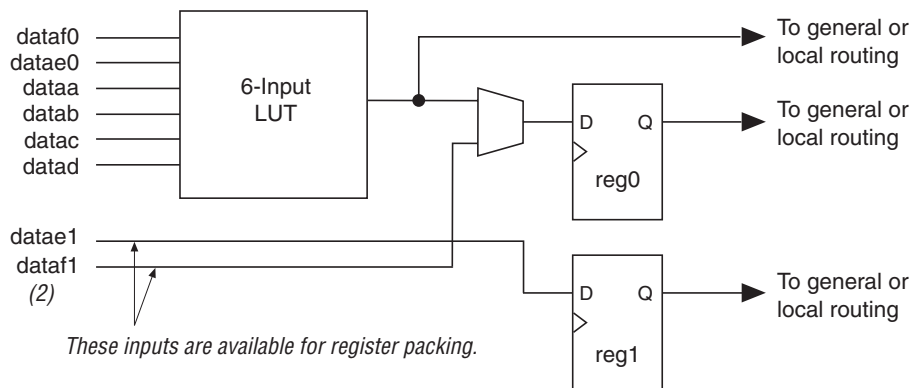 dataf0
datae0
dataa
datab
datac
datad
6-Input
LUT
To general or
local routing
D Q
reg0
To general or
local routing
datae1
dataf1
(2)
D Q
reg1
To general or
local routing
These inputs are available for register packing.